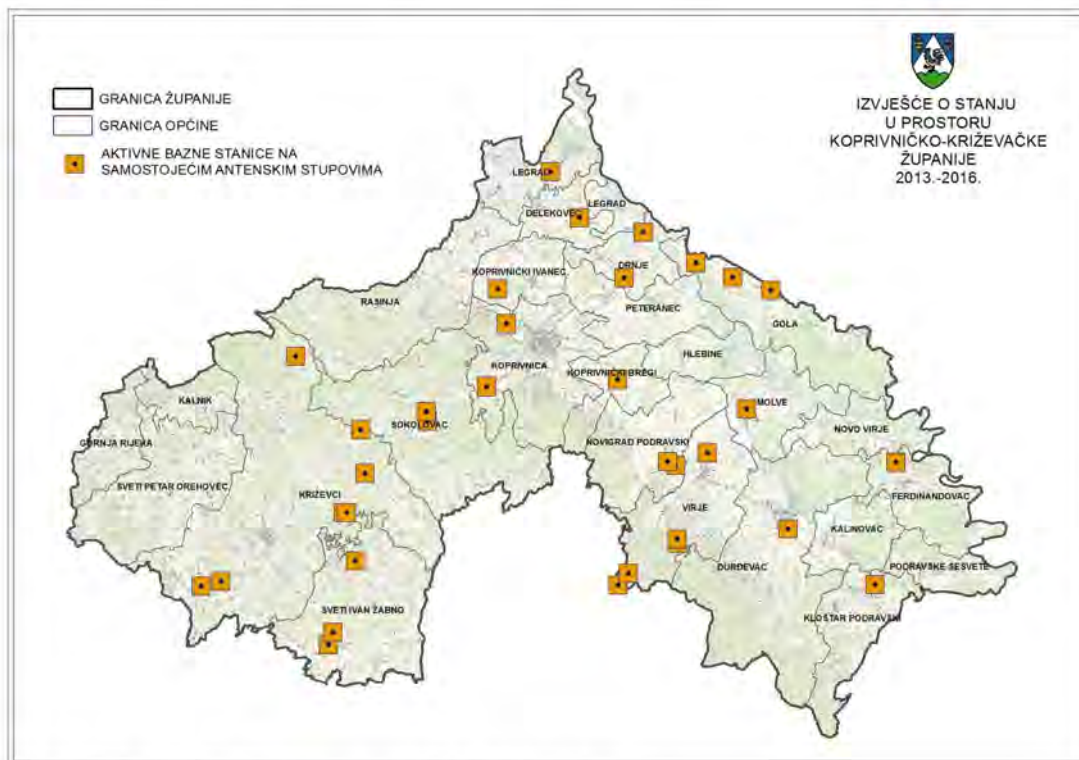 GRANICA ŽUPANIJE
GRANICA OPĆINE
AKTIVNE BAZNE STANICE NA
SAMOSTOJEĆIM ANTENSKIM STUPOVIMA
IZVJEŠĆE O STANJU
U PROSTORU
KOPRIVNIČKO-KRIŽEVAČKE
ŽUPANIJE
2013.-2016.
LEGRAD
LEGRAD
ĐELEKOVEC
DRNJE
KOPRIVNIČKI IVANEC
RASINJA
PETERANEC
GOLA
HLEBINE
KOPRIVNICA
KOPRIVNIČKI BREGI
KALNIK
MOLVE
SOKOLOVAC
NOVO VIRJE
GORNJA RIJEKA
NOVIGRAD PODRAVSKI
SVETI PETAR OREHOVEC
FERDINANDOVAC
KRIŽEVCI
VIRJE
KALINOVAC
ĐURĐEVAC
PODRAVSKE SESVETE
SVETI IVAN ŽABNO
KLOŠTAR PODRAVSKI